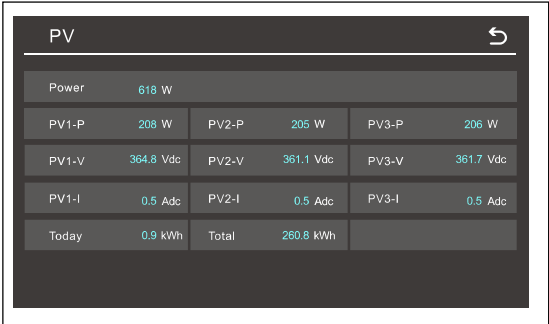 PV
Power 618 W
PV1-P 208 W PV2-P 205 W PV3-P 206 W
PV1-V 364.8 Vdc PV2-V 361.1 Vdc PV3-V 361.7 Vdc
PV1-I 0.5 Adc PV2-I 0.5 Adc PV3-I 0.5 Adc
Today 0.9 kWh Total 260.8 kWh